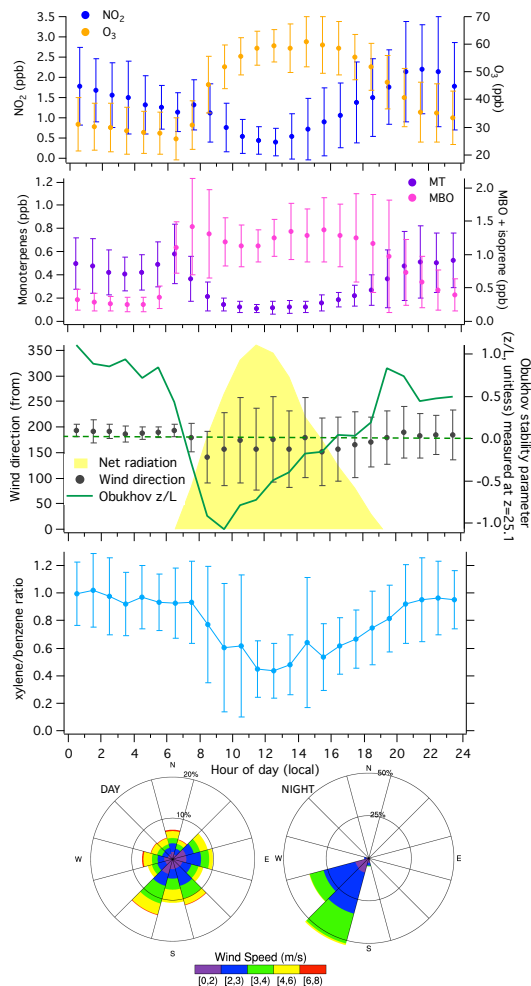 3.5
3.0
2.5
2.0
1.5
1.0
0.5
0.0
NO2 (ppb)
NO2
O3
70
60
50
40
30
20
O3 (ppb)
1.2
1.0
0.8
0.6
0.4
0.2
0.0
Monoterpenes (ppb)
MT
MBO
2.0
1.5
1.0
0.5
0.0
MBO + isoprene (ppb)
350
300
250
200
150
100
50
0
Wind direction (from)
Net radiation
Wind direction
Obukhov z/L
1.0
0.5
0.0
-0.5
-1.0
Obukhov stability parameter
(z/L, unitless) measured at z=25.1
1.2
1.0
0.8
0.6
0.4
0.2
0.0
xylene/benzene ratio
0 2 4 6 8 10 12 14 16 18 20 22 24
Hour of day (local)
DAY
N
20%
10%
W
E
S
NIGHT
N
50%
25%
W
E
S
Wind Speed (m/s)
[0,2) [2,3) [3,4) [4,6) [6,8)